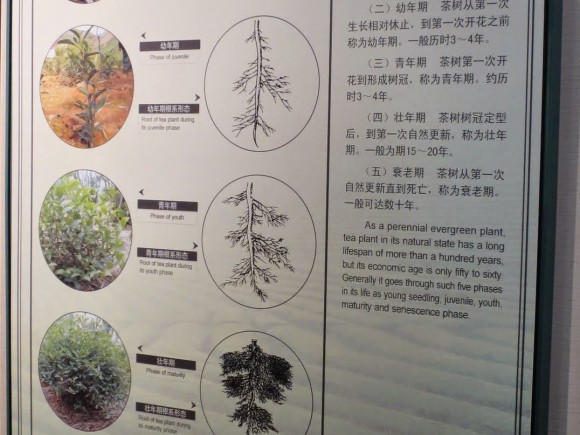 幼年期
Phase of juvenile
幼年期根系形态
Root of tea plant during
its juvenile phase
青年期
Phase of youth
青年期根系形态
Root of tea plant during
its youth phase
壮年期
Phase of maturity
壮年期根系形态
Root of tea plant during
its maturity phase
（二）幼年期　茶树从第一次
生长相对休止，到第一次开花之前
称为幼年期。一般历时3～4年。
（三）青年期　茶树第一次开
花到形成树冠，称为青年期。约历
时3～4年。
（四）壮年期　茶树树冠定型
后，到第一次自然更新，称为壮年
期。一般为期15～20年。
（五）衰老期　茶树从第一次
自然更新直到死亡，称为衰老期。
一般可达数十年。
As a perennial evergreen plant,
tea plant in its natural state has a long
lifespan of more than a hundred years,
but its economic age is only fifty to sixty.
Generally it goes through such five phases
in its life as young seedling, juvenile, youth,
maturity and senescence phase.